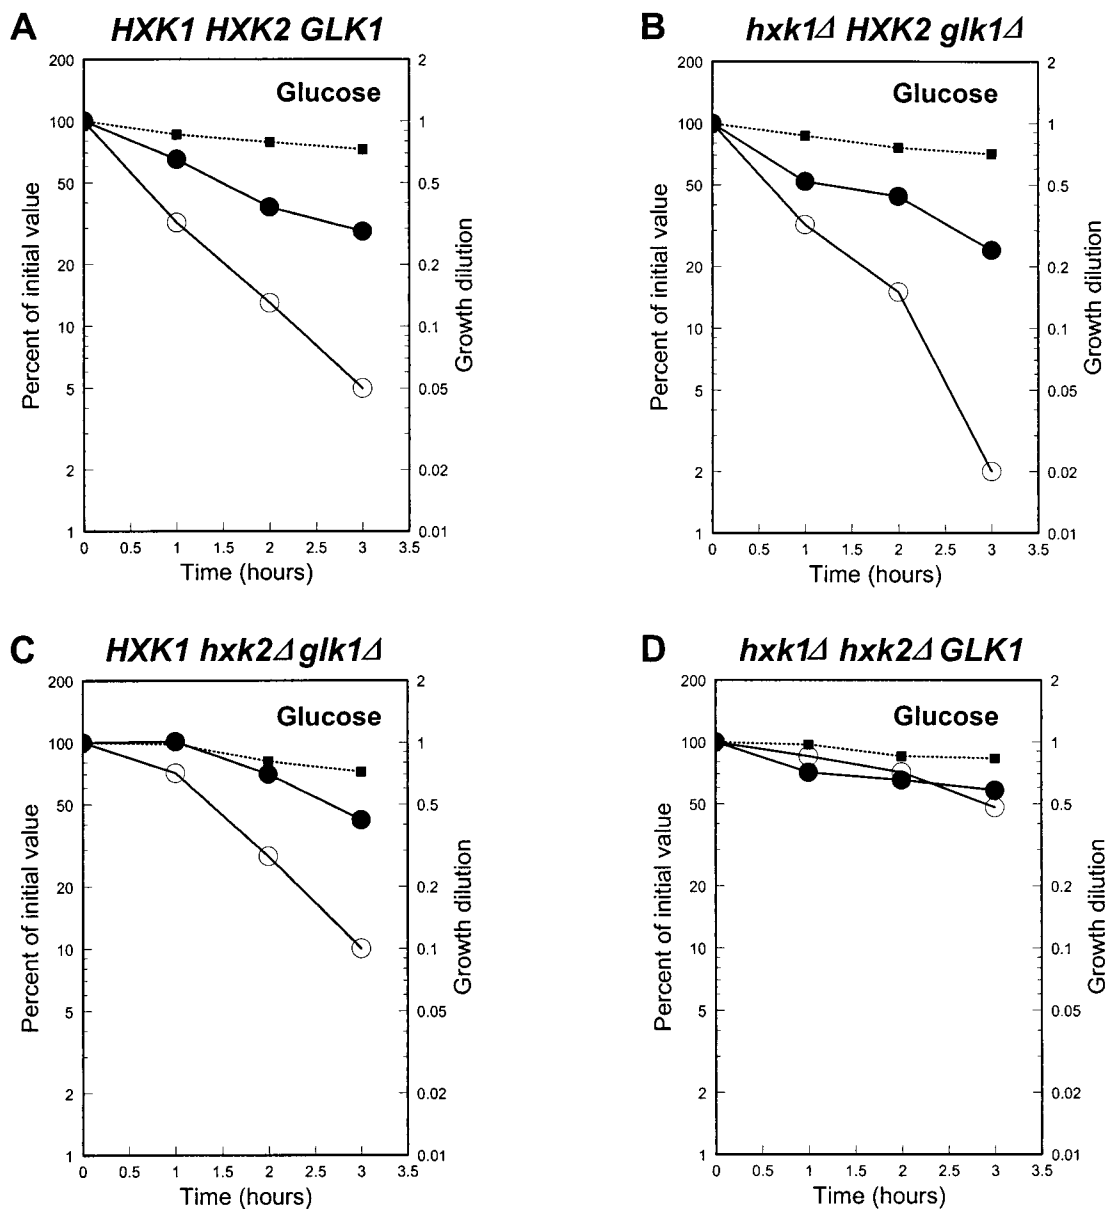 A HXK1 HXK2 GLK1
Glucose
Percent of initial value
200
100
50
20
10
5
2
1
2
1
0.5
0.2
0.1
0.05
0.02
0.01
Growth dilution
0 0.5 1 1.5 2 2.5 3 3.5
Time (hours)
B hxk1Δ HXK2 glk1Δ
Glucose
Percent of initial value
200
100
50
20
10
5
2
1
2
1
0.5
0.2
0.1
0.05
0.02
0.01
Growth dilution
0 0.5 1 1.5 2 2.5 3 3.5
Time (hours)
C HXK1 hxk2Δ glk1Δ
Glucose
Percent of initial value
200
100
50
20
10
5
2
1
2
1
0.5
0.2
0.1
0.05
0.02
0.01
Growth dilution
0 0.5 1 1.5 2 2.5 3 3.5
Time (hours)
D hxk1Δ hxk2Δ GLK1
Glucose
Percent of initial value
200
100
50
20
10
5
2
1
2
1
0.5
0.2
0.1
0.05
0.02
0.01
Growth dilution
0 0.5 1 1.5 2 2.5 3 3.5
Time (hours)